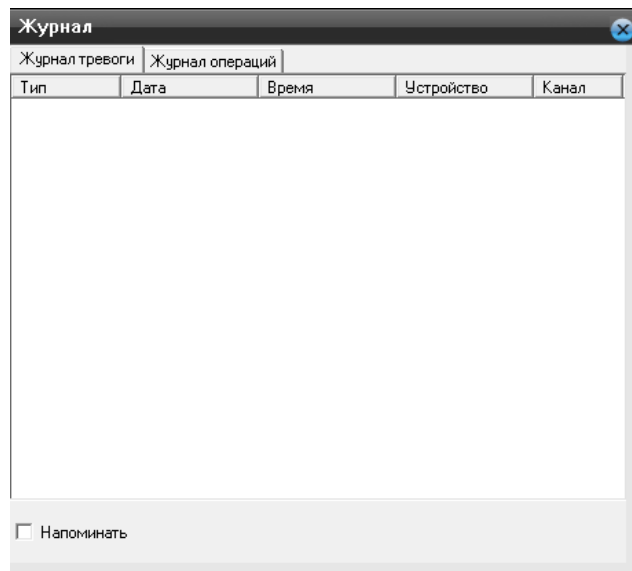 Журнал
Журнал тревоги Журнал операций
Тип Дата Время Устройство Канал
Напоминать